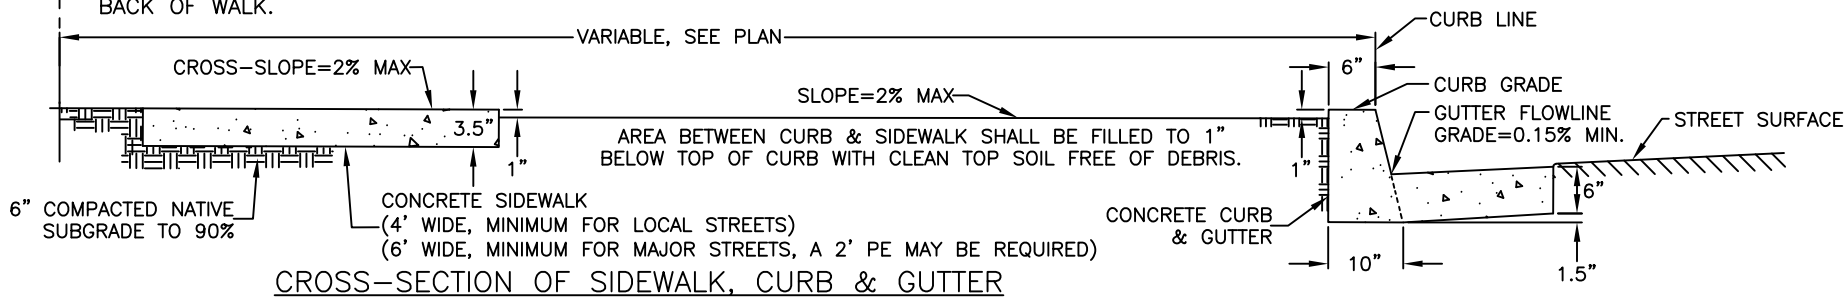 BACK OF WALK.
VARIABLE, SEE PLAN
CURB LINE
CROSS-SLOPE=2% MAX
6"
CURB GRADE
SLOPE=2% MAX
GUTTER FLOWLINE
GRADE=0.15% MIN.
STREET SURFACE
3.5"
1"
AREA BETWEEN CURB & SIDEWALK SHALL BE FILLED TO 1"
BELOW TOP OF CURB WITH CLEAN TOP SOIL FREE OF DEBRIS.
1"
6"
6" COMPACTED NATIVE
SUBGRADE TO 90%
CONCRETE SIDEWALK
(4' WIDE, MINIMUM FOR LOCAL STREETS)
(6' WIDE, MINIMUM FOR MAJOR STREETS, A 2' PE MAY BE REQUIRED)
CONCRETE CURB
& GUTTER
10"
1.5"
CROSS-SECTION OF SIDEWALK, CURB & GUTTER